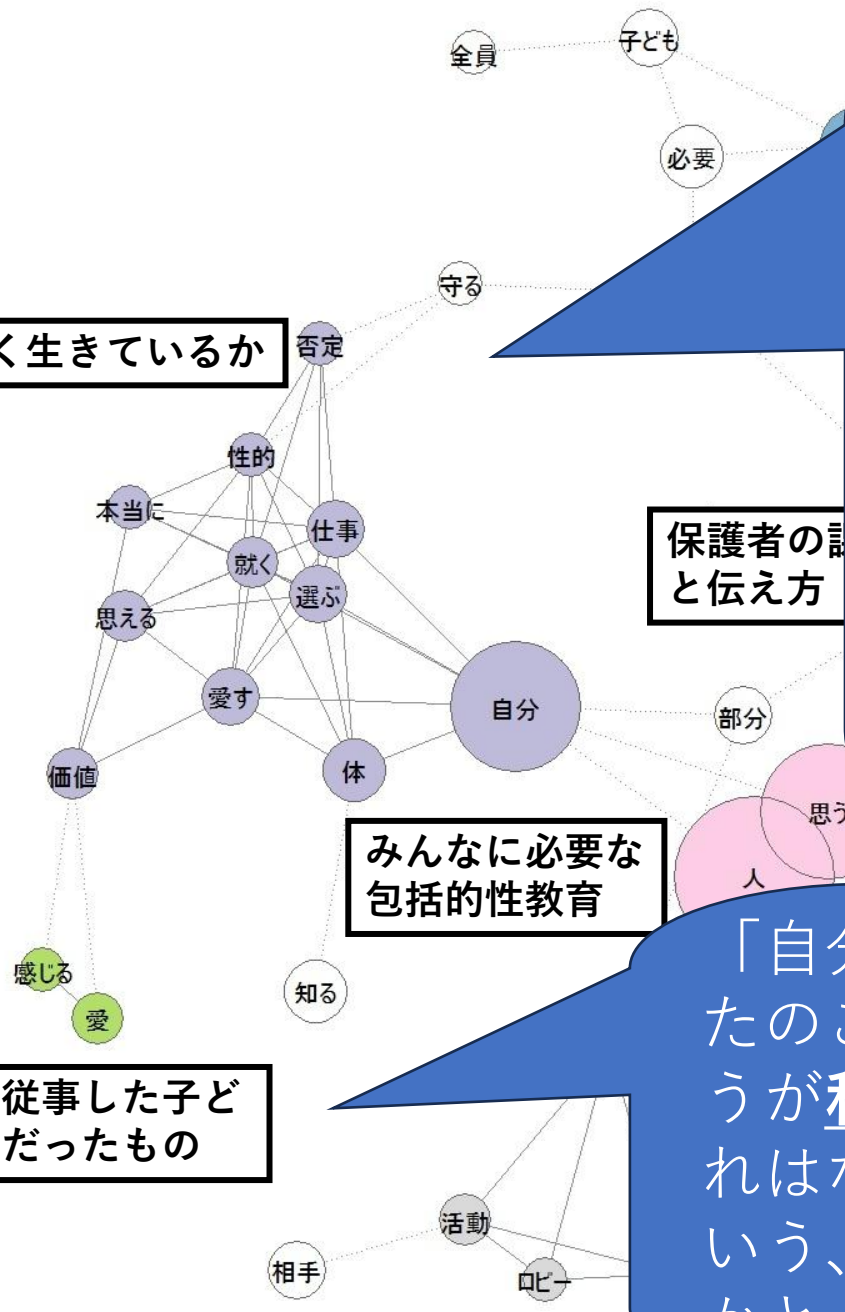 全員
子ども
必要
守る
く生きているか
否定
性的
本当に
仕事
就く
選ぶ
思える
保護者の
と伝え方
愛す
自分
部分
価値
体
思う
みんなに必要な
包括的性教育
人
感じる
知る
愛
「自分
たのこ
うが
れは
いう、
従事した子ど
だったもの
活動
相手
ロビー